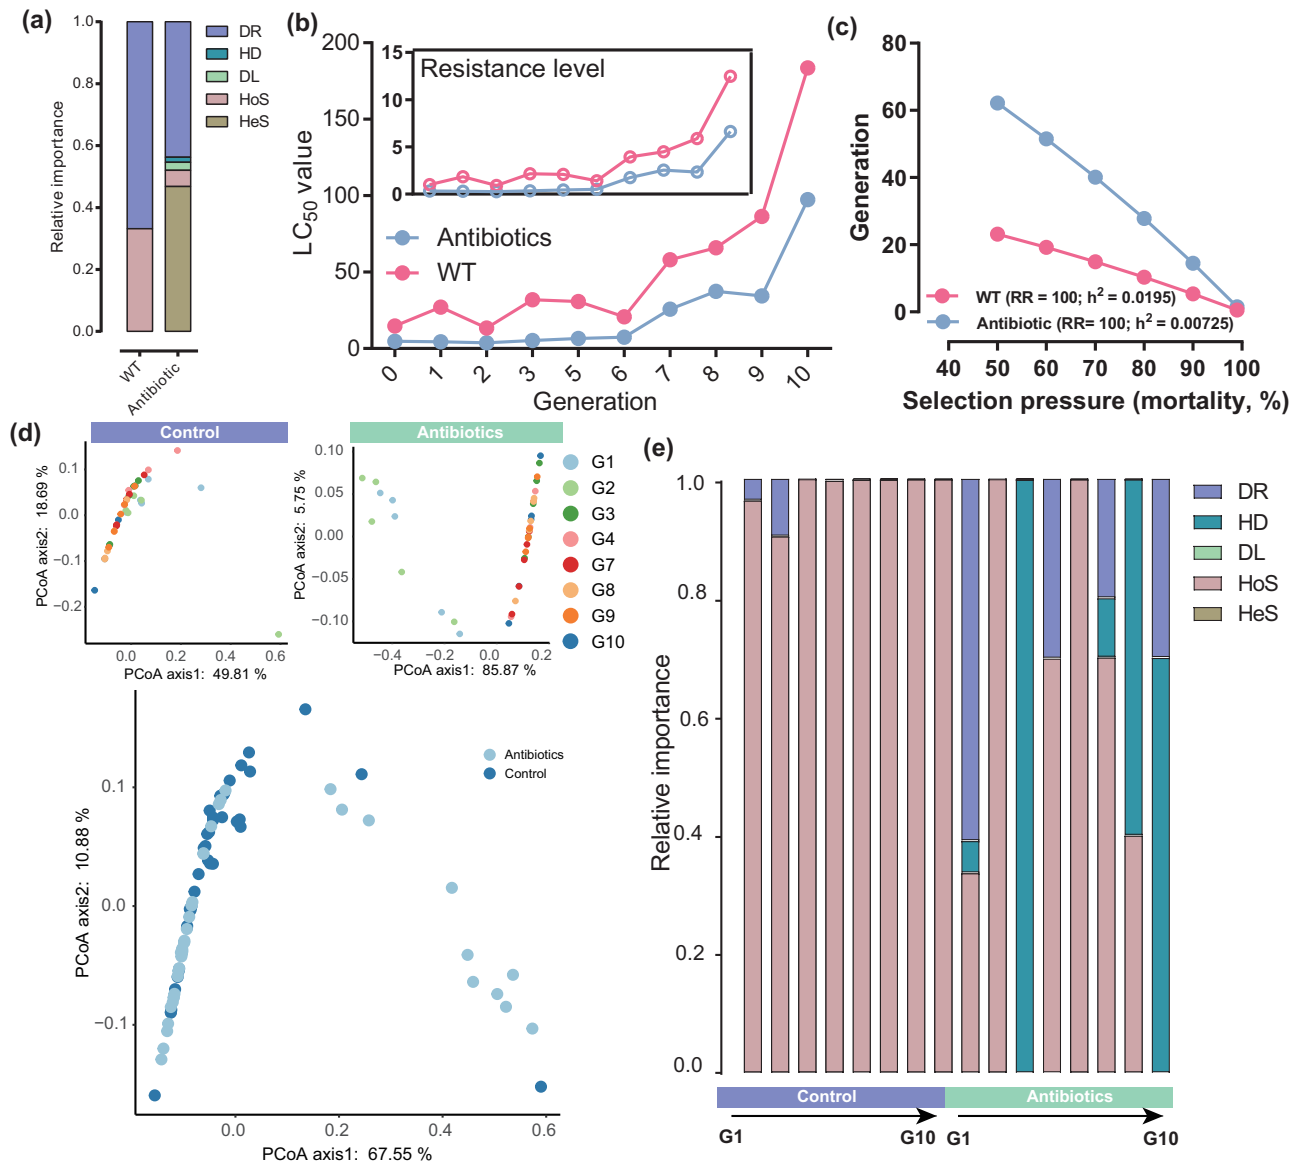 (a)
1.0
0.8
0.6
0.4
0.2
0.0
Relative importance
WT
Antibiotic
DR
HD
DL
HoS
HeS
(b)
200
150
100
50
0
LC50 value
15
10
5
0
Resistance level
Antibiotics
WT
0 1 2 3 5 6 7 8 9 10
Generation
(c)
80
60
40
20
0
Generation
WT (RR = 100; h² = 0.0195)
Antibiotic (RR= 100; h² = 0.00725)
40 50 60 70 80 90 100
Selection pressure (mortality, %)
(d)
Control
0.1
0.0
−0.1
−0.2
PCoA axis2: 18.69 %
0.0 0.2 0.4 0.6
PCoA axis1: 49.81 %
Antibiotics
0.10
0.05
0.00
−0.05
−0.10
PCoA axis2: 5.75 %
−0.4 −0.2 0.0 0.2
PCoA axis1: 85.87 %
G1
G2
G3
G4
G7
G8
G9
G10
Antibiotics
Control
0.1
0.0
−0.1
PCoA axis2: 10.88 %
0.0 0.2 0.4 0.6
PCoA axis1: 67.55 %
(e)
1.0
0.8
0.6
0.4
0.2
0.0
Relative importance
DR
HD
DL
HoS
HeS
Control Antibiotics
G1 G10 G1 G10